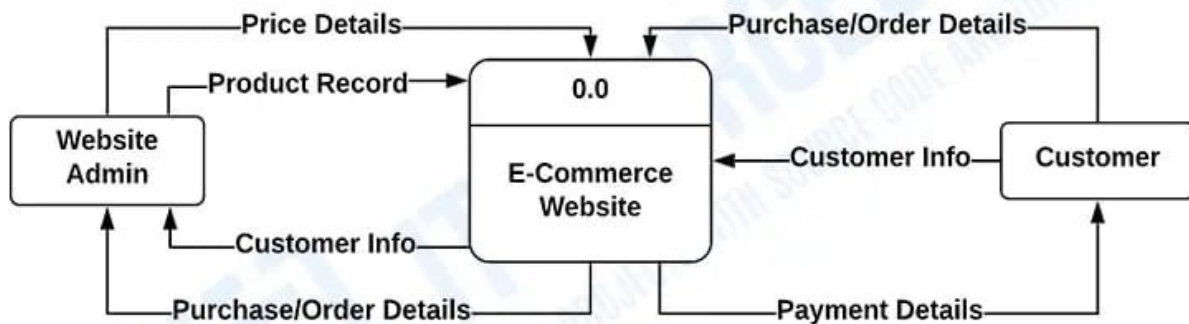 Price Details
Purchase/Order Details
Product Record
0.0
Website
Admin
E-Commerce
Website
Customer Info
Customer
Customer Info
Purchase/Order Details
Payment Details